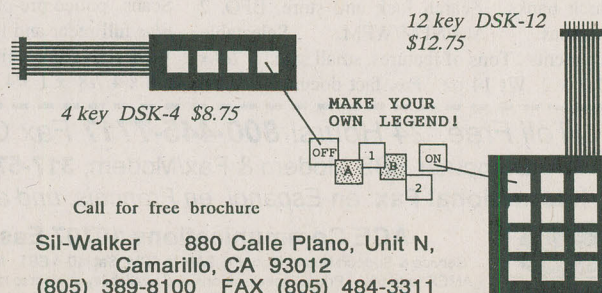 12 key DSK-12
$12.75
4 key DSK-4 $8.75
MAKE YOUR
OWN LEGEND!
OFF
A
1
ON
2
Call for free brochure
Sil-Walker 880 Calle Plano, Unit N,
Camarillo, CA 93012
(805) 389-8100 FAX (805) 484-3311